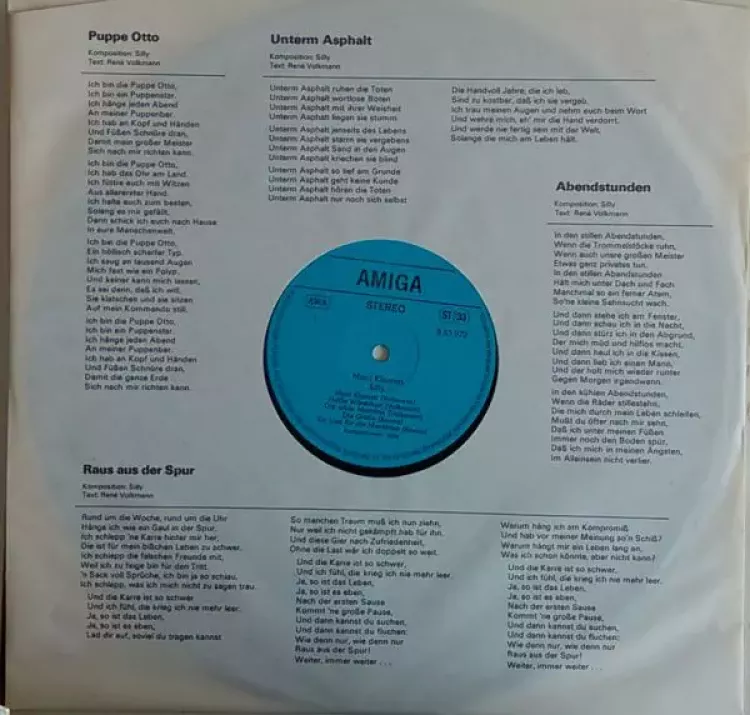 Puppe Otto
Komposition: Silly
Text: René Volkmann
Ich bin die Puppe Otto,
Ich bin ein Puppenstar.
Ich hänge jeden Abend
An meiner Puppenbar.
Ich hab an Kopf und Händen
Und Füßen Schnüre dran,
Damit mein großer Meister
Sich nach mir richten kann.
Ich bin die Puppe Otto,
Ich hab das Ohr am Land.
Ich füttre euch mit Witzen
Aus allererster Hand.
Ich halte euch zum besten,
Solang es mir gefällt.
Dann schick ich euch nach Hause
In eure Menschenwelt.
Ich bin die Puppe Otto,
Ein höllisch scharfer Typ.
Ich saug an tausend Augen
Mich fest wie ein Polyp.
Und keiner kann mich lassen,
Es sei denn, daß ich will.
Sie klatschen und sie sitzen
Auf mein Kommando still.
Ich bin die Puppe Otto,
Ich bin ein Puppenstar.
Ich hänge jeden Abend
An meiner Puppenbar.
Ich hab an Kopf und Händen
Und Füßen Schnüre dran,
Damit die ganze Erde
Sich nach mir richten kann.
Unterm Asphalt
Komposition: Silly
Text: René Volkmann
Unterm Asphalt ruhen die Toten
Unterm Asphalt wortlose Boten
Unterm Asphalt mit ihrer Weisheit
Unterm Asphalt liegen sie stumm.
Unterm Asphalt jenseits des Lebens
Unterm Asphalt starrn sie vergebens
Unterm Asphalt Sand in den Augen
Unterm Asphalt kriechen sie blind
Unterm Asphalt so tief am Grunde
Unterm Asphalt geht keine Kunde
Unterm Asphalt hören die Toten
Unterm Asphalt nur noch sich selbst
Die Handvoll Jahre, die ich leb,
Sind zu kostbar, daß ich sie vergeb.
Ich trau meinen Augen und nehm euch beim Wort
Und wehre mich, eh' mir die Hand verdorrt.
Und werde nie fertig sein mit der Welt,
Solange die mich am Leben hält.
Abendstunden
Komposition: Silly
Text: René Volkmann
In den stillen Abendstunden,
Wenn die Trommelstöcke ruhn,
Wenn auch unsre großen Meister
Etwas ganz privates tun.
In den stillen Abendstunden
Hält mich unter Dach und Fach
Manchmal so ein ferner Atem,
So'ne kleine Sehnsucht wach.
Und dann stehe ich am Fenster,
Und dann schau ich in die Nacht,
Und dann stürz ich in den Abgrund,
Der mich müd und hilflos macht.
Und dann heul ich in die Kissen,
Und dann lieb ich einen Mann,
Und der holt mich wieder runter
Gegen Morgen irgendwann.
In den kühlen Abendstunden,
Wenn die Räder stillestehn,
Die mich durch mein Leben schleifen,
Mußt du öfter nach mir sehn,
Daß ich unter meinen Füßen
Immer noch den Boden spür,
Daß ich mich in meinen Ängsten,
Im Alleinsein nicht verlier.
AMIGA
STEREO
St 33
Silly
Raus aus der Spur
Komposition: Silly
Text: René Volkmann
Rund um die Woche, rund um die Uhr
Hänge ich wie ein Gaul in der Spur,
Ich schlepp 'ne Karre hinter mir her,
Die ist für mein bißchen Leben zu schwer.
Ich schlepp die falschen Freunde mit,
Weil ich zu feige bin für den Tritt.
'n Sack voll Sprüche, ich bin ja so schlau,
Ich schlepp, was ich mich nicht zu sagen trau.
Und die Karre ist so schwer
Und ich fühl, die krieg ich nie mehr leer.
Ja, so ist das Leben,
Ja, so ist es eben,
Lad dir auf, soviel du tragen kannst
So manchen Traum muß ich nun ziehn,
Nur weil ich nicht gekämpft hab für ihn.
Und diese Gier nach Zufriedenheit,
Ohne die Last wär ich doppelt so weit.
Und die Karre ist so schwer,
Und ich fühl, die krieg ich nie mehr leer.
Ja, so ist das Leben,
Ja, so ist es eben,
Nach der ersten Sause
Kommt 'ne große Pause,
Und dann kannst du suchen,
Und dann kannst du fluchen:
Wie denn nur, wie denn nur
Raus aus der Spur!
Weiter, immer weiter . . .
Warum häng ich am Kompromiß
Und hab vor meiner Meinung so'n Schiß?
Warum hängt mir ein Leben lang an,
Was ich schon könnte, aber nicht kann?
Und die Karre ist so schwer,
Und ich fühl, die krieg ich nie mehr leer.
Ja, so ist das Leben,
Ja, so ist es eben,
Nach der ersten Sause
Kommt 'ne große Pause,
Und dann kannst du suchen,
Und dann kannst du fluchen:
Wie denn nur, wie denn nur
Raus aus der Spur!
Weiter, immer weiter . . .